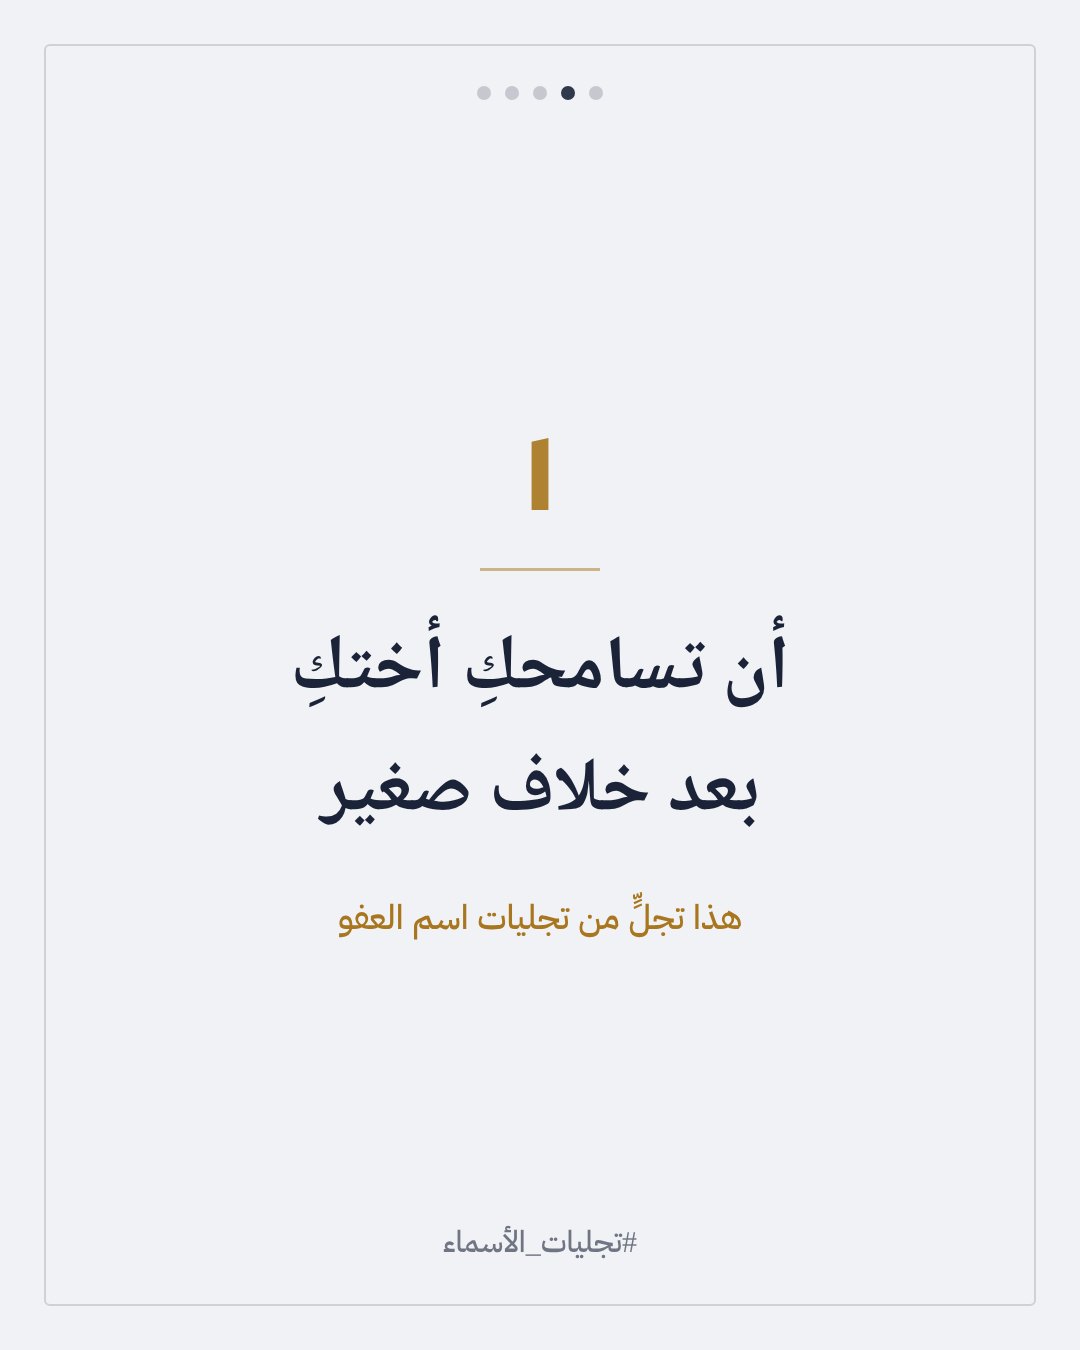 ١
أن تسامحكِ أختكِ
بعد خلاف صغير
هذا تجلٍّ من تجليات اسم العفو
#تجليات_الأسماء